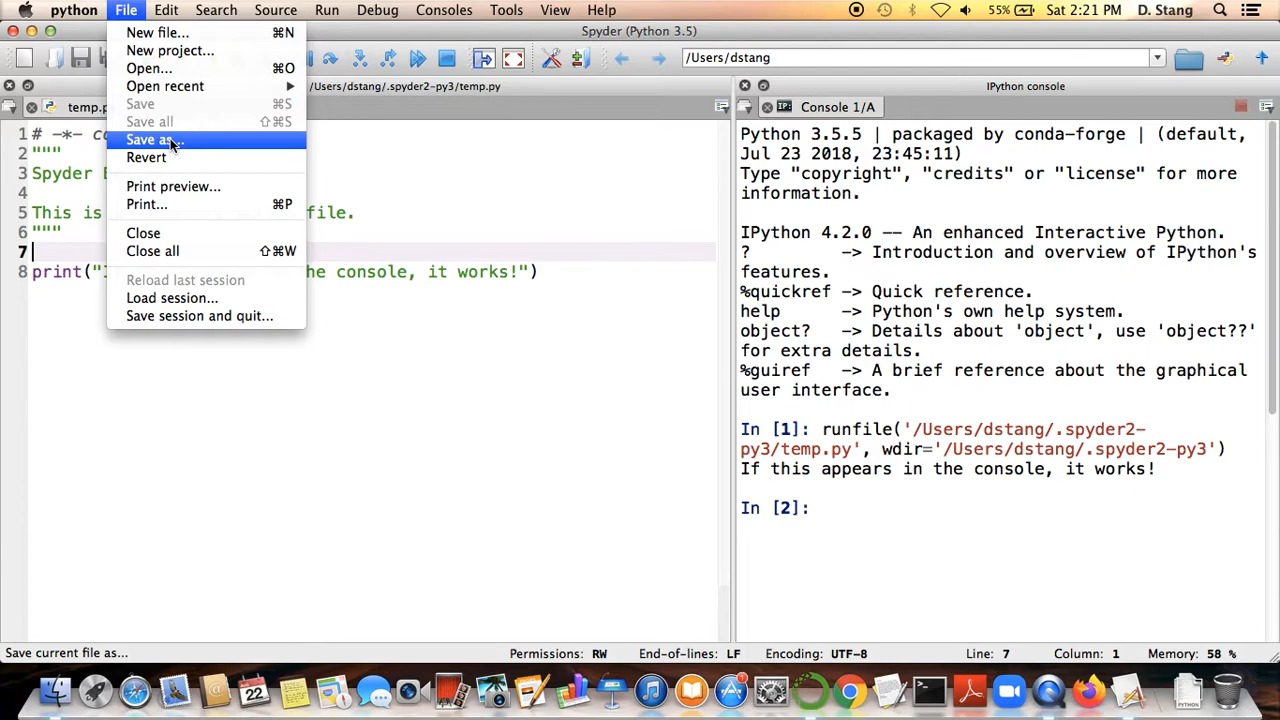 python File Edit Search Source Run Debug Consoles Tools View Help 55% Sat 2:21 PM D. Stang
Spyder (Python 3.5)
/Users/dstang
/Users/dstang/.spyder2-py3/temp.py
IPython console
temp.p
Console 1/A
New file... ⌘N
New project...
Open... ⌘O
Open recent ▶
Save ⌘S
Save all ⇧⌘S
Save as...
Revert
Print preview...
Print... ⌘P
Close
Close all ⇧⌘W
Reload last session
Load session...
Save session and quit...
1 # -*- co
2 """
3 Spyder E
4
5 This is file.
6 """
7
8 print("I he console, it works!")
Python 3.5.5 | packaged by conda-forge | (default,
Jul 23 2018, 23:45:11)
Type "copyright", "credits" or "license" for more
information.
IPython 4.2.0 -- An enhanced Interactive Python.
? -> Introduction and overview of IPython's
features.
%quickref -> Quick reference.
help -> Python's own help system.
object? -> Details about 'object', use 'object??'
for extra details.
%guiref -> A brief reference about the graphical
user interface.
In [1]: runfile('/Users/dstang/.spyder2-
py3/temp.py', wdir='/Users/dstang/.spyder2-py3')
If this appears in the console, it works!
In [2]:
Save current file as...
Permissions: RW End-of-lines: LF Encoding: UTF-8 Line: 7 Column: 1 Memory: 58 %
22
PYTHON